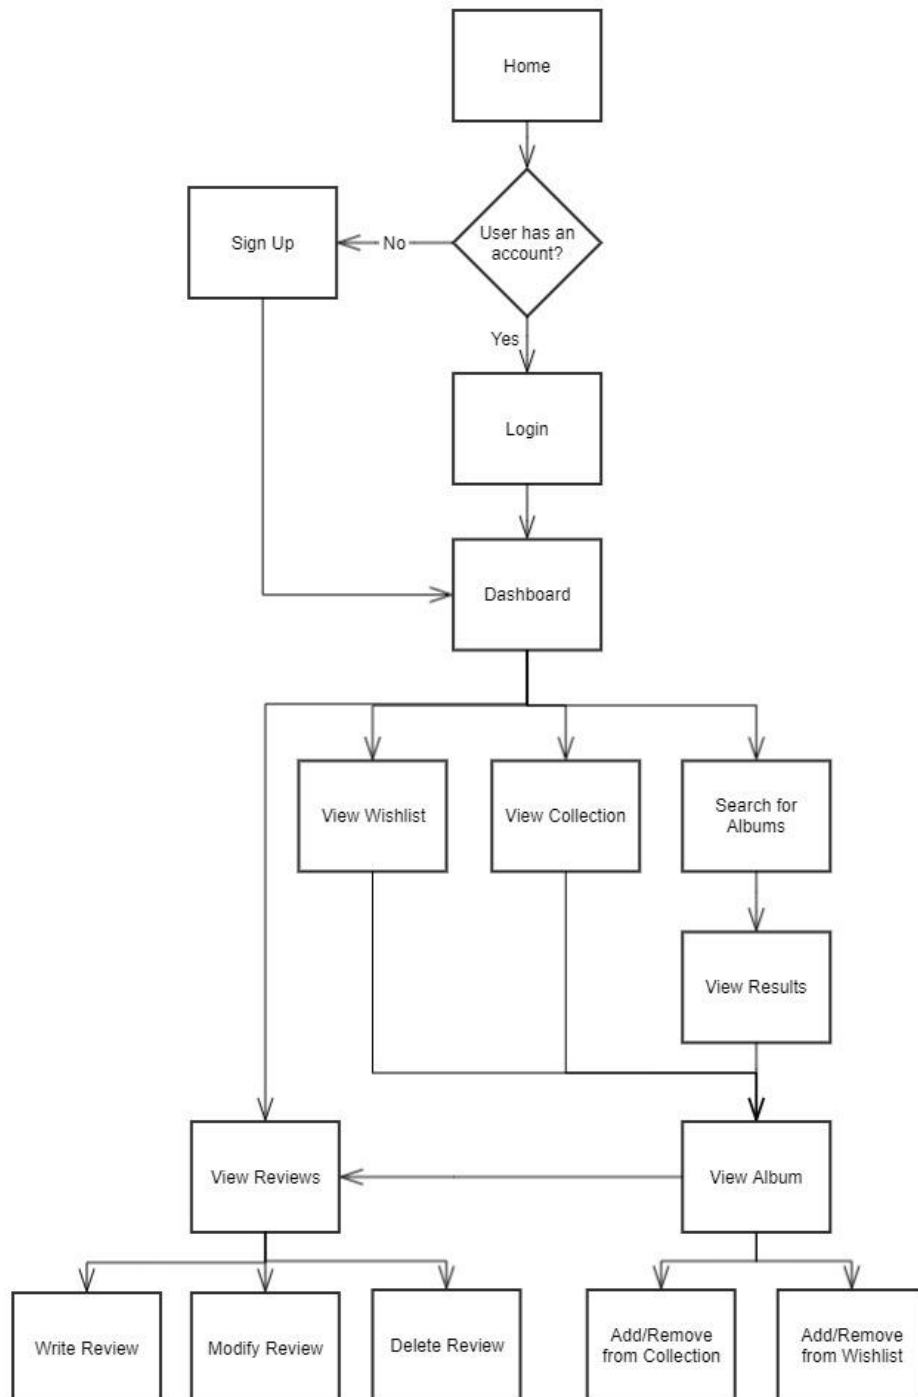 Home
User has an
account?
No
Sign Up
Yes
Login
Dashboard
View Wishlist
View Collection
Search for
Albums
View Results
View Reviews
View Album
Write Review
Modify Review
Delete Review
Add/Remove
from Collection
Add/Remove
from Wishlist